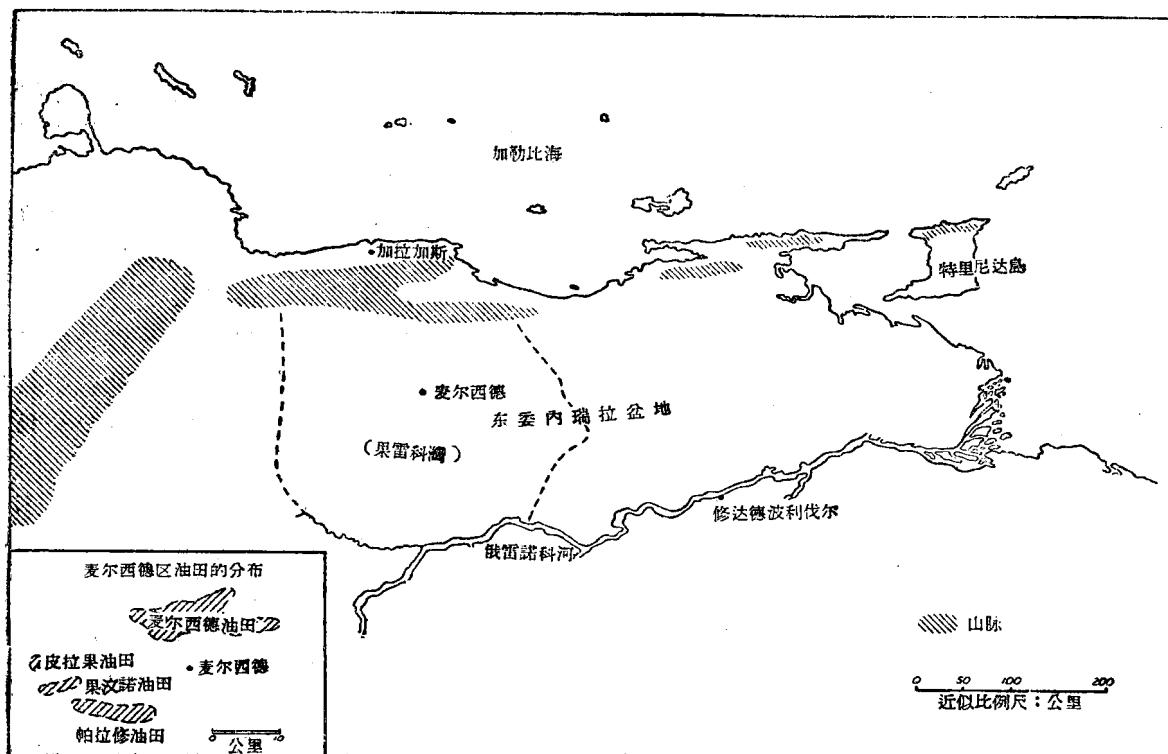 加勒比海
加拉加斯
特里尼达島
麦尔西德
东委內瑞拉盆地
(果雷科灣)
修达德波利伐尔
俄雷諾科河
麦尔西德区油田的分布
麦尔西德油田
皮拉果油田
麦尔西德
果汶諾油田
帕拉修油田
0 10
公里
山脉
0 50 100 200
近似比例尺：公里